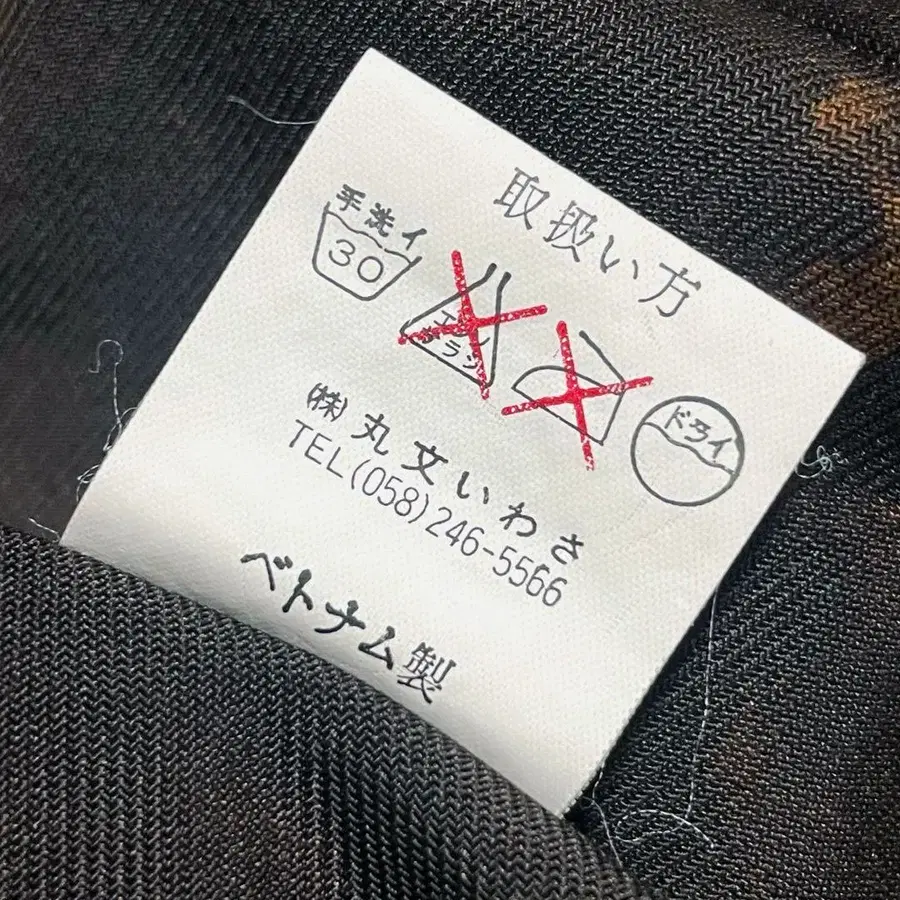 取扱い方
手洗イ
30
エンソ
サラシ
ドライ
(株)丸文いわさ
TEL(058)246-5566
ベトナム製